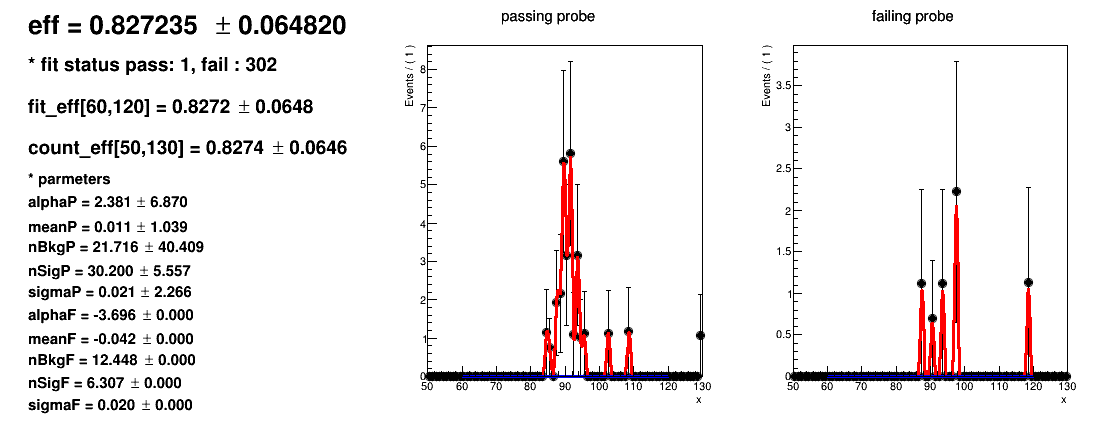 eff = 0.827235 ± 0.064820
* fit status pass: 1, fail : 302
fit_eff[60,120] = 0.8272 ± 0.0648
count_eff[50,130] = 0.8274 ± 0.0646
* parmeters
alphaP = 2.381 ± 6.870
meanP = 0.011 ± 1.039
nBkgP = 21.716 ± 40.409
nSigP = 30.200 ± 5.557
sigmaP = 0.021 ± 2.266
alphaF = -3.696 ± 0.000
meanF = -0.042 ± 0.000
nBkgF = 12.448 ± 0.000
nSigF = 6.307 ± 0.000
sigmaF = 0.020 ± 0.000
passing probe
Events / ( 1 )
8
7
6
5
4
3
2
1
0
50 60 70 80 90 100 110 120 130
x
failing probe
Events / ( 1 )
3.5
3
2.5
2
1.5
1
0.5
0
50 60 70 80 90 100 110 120 130
x